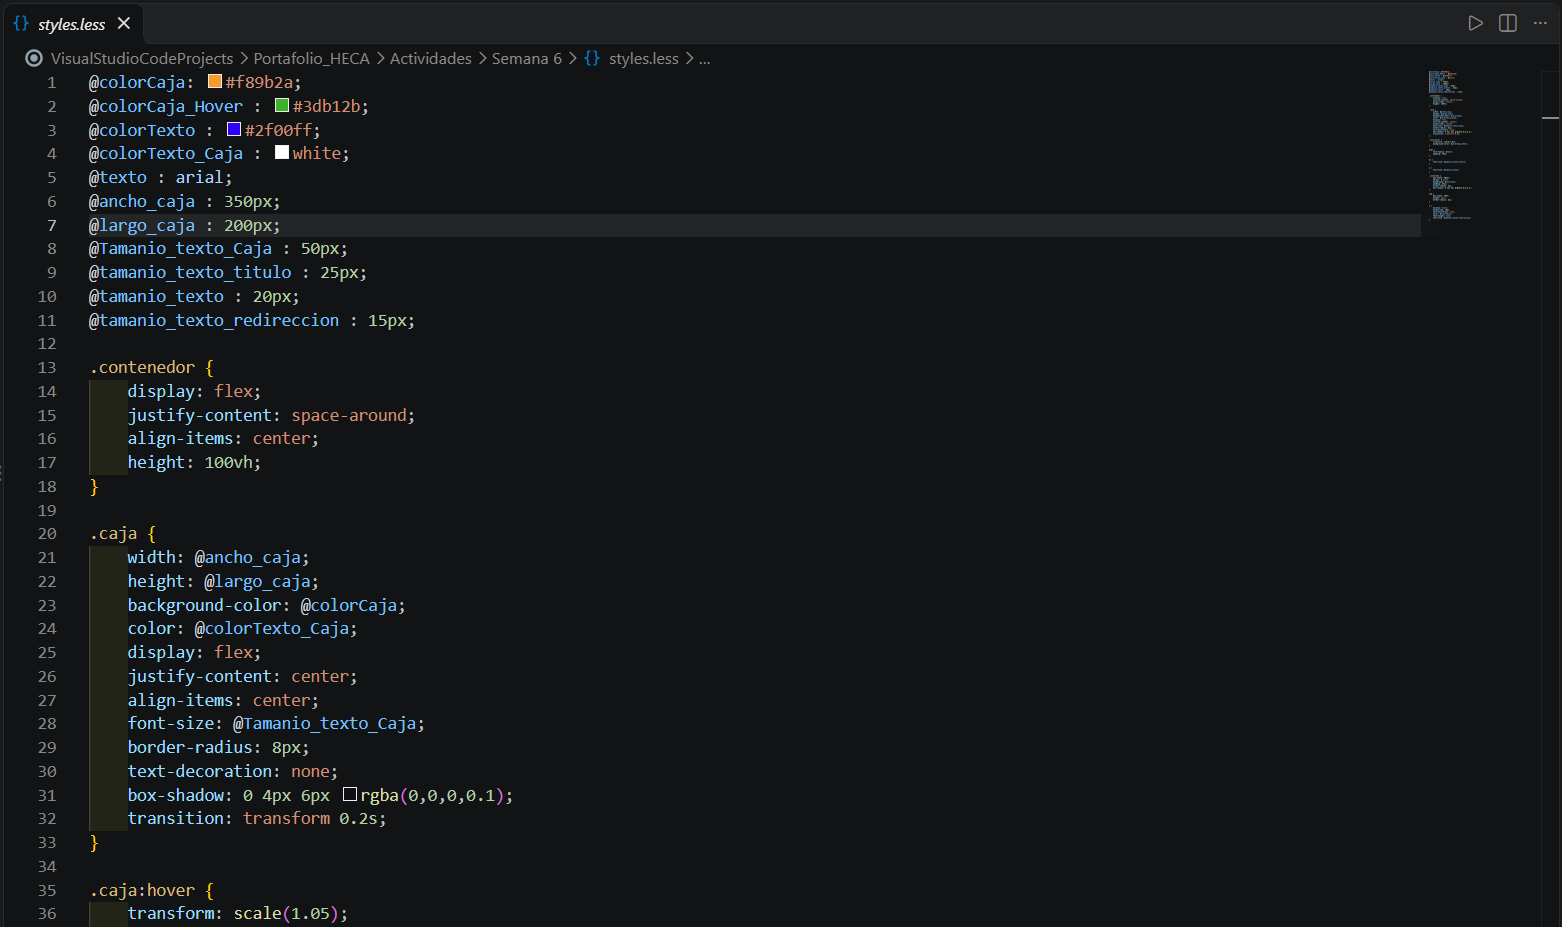 styles.less
VisualStudioCodeProjects > Portafolio_HECA > Actividades > Semana 6 > {} styles.less > ...
1 @colorCaja: #f89b2a;
2 @colorCaja_Hover : #3db12b;
3 @colorTexto : #2f00ff;
4 @colorTexto_Caja : white;
5 @texto : arial;
6 @ancho_caja : 350px;
7 @largo_caja : 200px;
8 @Tamanio_texto_Caja : 50px;
9 @tamanio_texto_titulo : 25px;
10 @tamanio_texto : 20px;
11 @tamanio_texto_redireccion : 15px;
12
13 .contenedor {
14     display: flex;
15     justify-content: space-around;
16     align-items: center;
17     height: 100vh;
18 }
19
20 .caja {
21     width: @ancho_caja;
22     height: @largo_caja;
23     background-color: @colorCaja;
24     color: @colorTexto_Caja;
25     display: flex;
26     justify-content: center;
27     align-items: center;
28     font-size: @Tamanio_texto_Caja;
29     border-radius: 8px;
30     text-decoration: none;
31     box-shadow: 0 4px 6px rgba(0,0,0,0.1);
32     transition: transform 0.2s;
33 }
34
35 .caja:hover {
36     transform: scale(1.05);